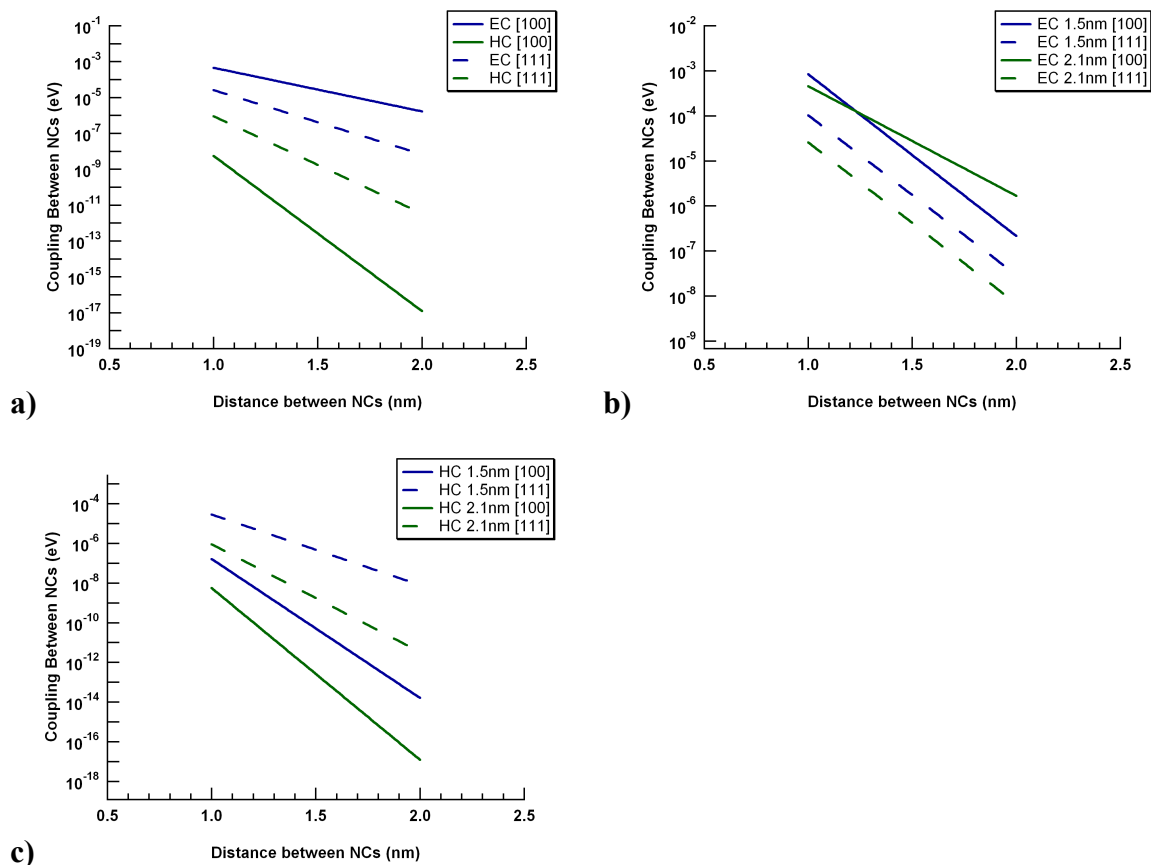 EC [100]
HC [100]
EC [111]
HC [111]
10-1
10-3
10-5
10-7
10-9
10-11
10-13
10-15
10-17
10-19
Coupling Between NCs (eV)
0.5 1.0 1.5 2.0 2.5
Distance between NCs (nm)
a)
EC 1.5nm [100]
EC 1.5nm [111]
EC 2.1nm [100]
EC 2.1nm [111]
10-2
10-3
10-4
10-5
10-6
10-7
10-8
10-9
Coupling Between NCs (eV)
0.5 1.0 1.5 2.0 2.5
Distance between NCs (nm)
b)
HC 1.5nm [100]
HC 1.5nm [111]
HC 2.1nm [100]
HC 2.1nm [111]
10-4
10-6
10-8
10-10
10-12
10-14
10-16
10-18
Coupling Between NCs (eV)
0.5 1.0 1.5 2.0 2.5
Distance between NCs (nm)
c)